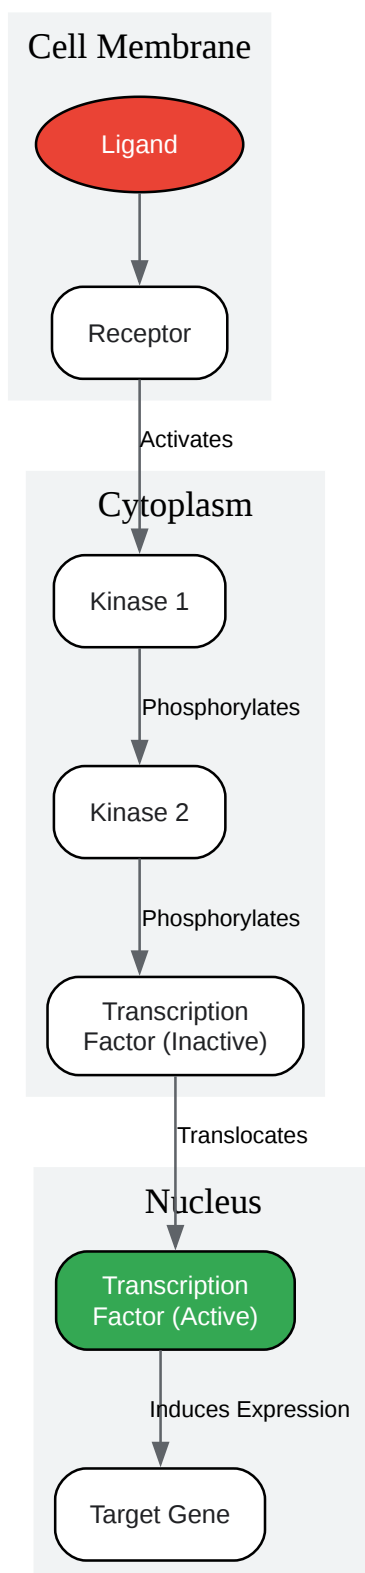 Cell Membrane
Ligand
Receptor
Activates
Cytoplasm
Kinase 1
Phosphorylates
Kinase 2
Phosphorylates
Transcription
Factor (Inactive)
Translocates
Nucleus
Transcription
Factor (Active)
Induces Expression
Target Gene